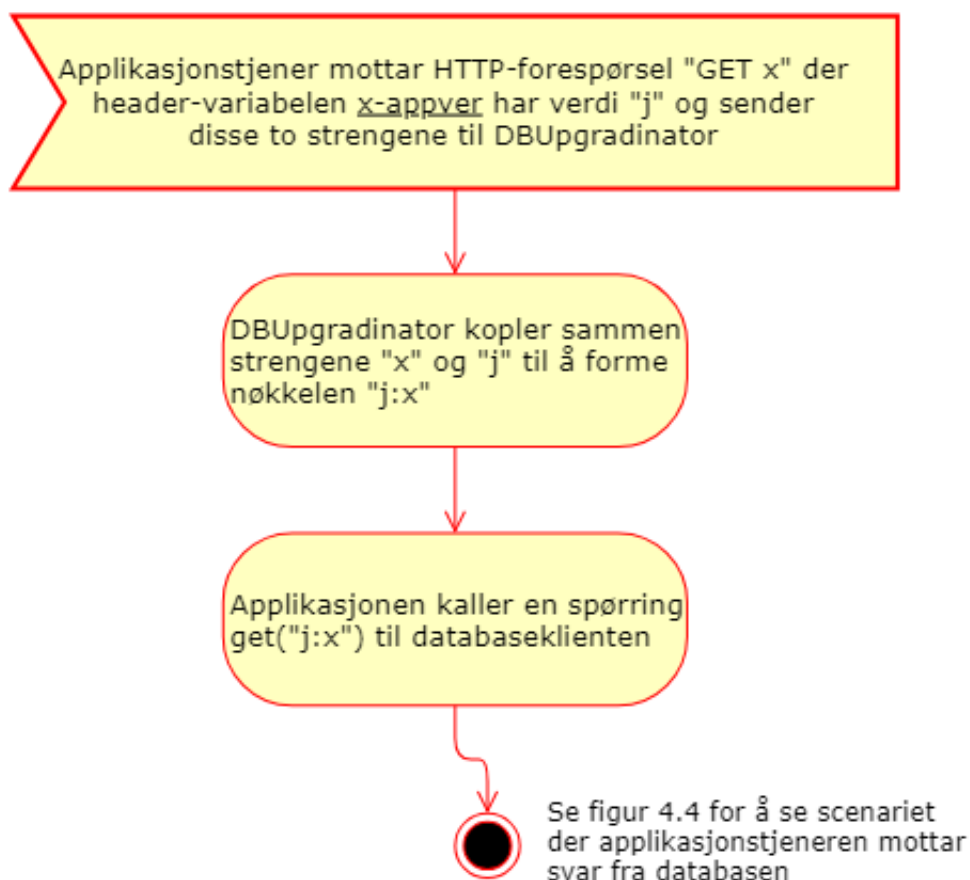 Applikasjonstjener mottar HTTP-forespørsel "GET x" der
header-variabelen x-appver har verdi "j" og sender
disse to strengene til DBUpgradinator
DBUpgradinator kopler sammen
strengene "x" og "j" til å forme
nøkkelen "j:x"
Applikasjonen kaller en spørring
get("j:x") til databaseklienten
Se figur 4.4 for å se scenariet
der applikasjonstjeneren mottar
svar fra databasen